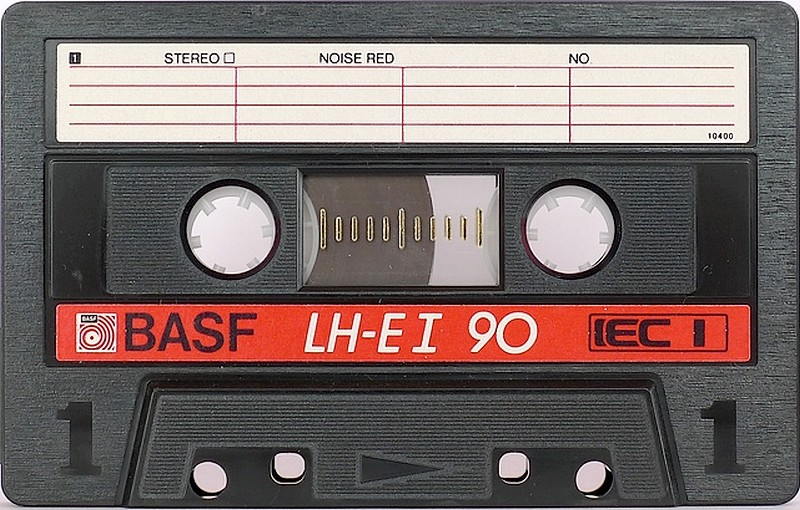 1 STEREO NOISE RED NO.
10400
BASF BASF LH-E I 90 IEC I
1 1